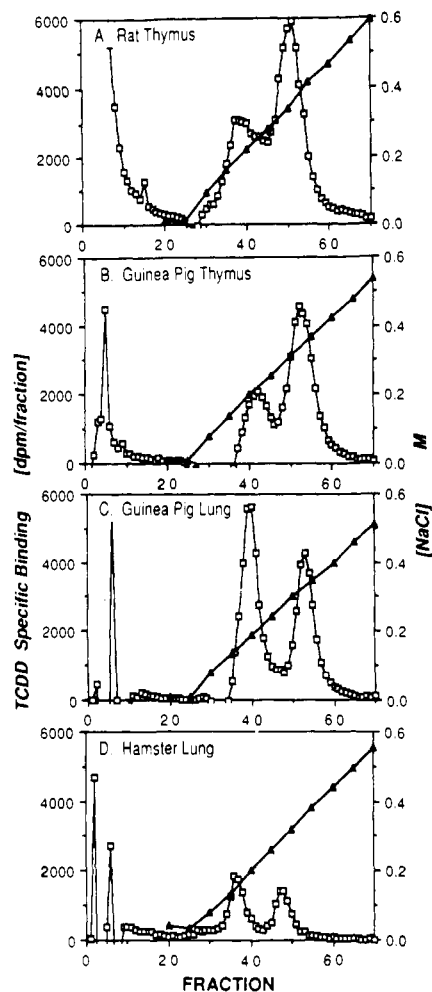 A. Rat Thymus
6000
4000
2000
0
0.6
0.4
0.2
0.0
0 20 40 60
B. Guinea Pig Thymus
6000
4000
2000
0
0.6
0.4
0.2
0.0
0 20 40 60
C. Guinea Pig Lung
6000
4000
2000
0
0.6
0.4
0.2
0.0
0 20 40 60
D. Hamster Lung
6000
4000
2000
0
0.6
0.4
0.2
0.0
0 20 40 60
FRACTION
TCDD Specific Binding
[dpm/fraction]
[NaCl] M